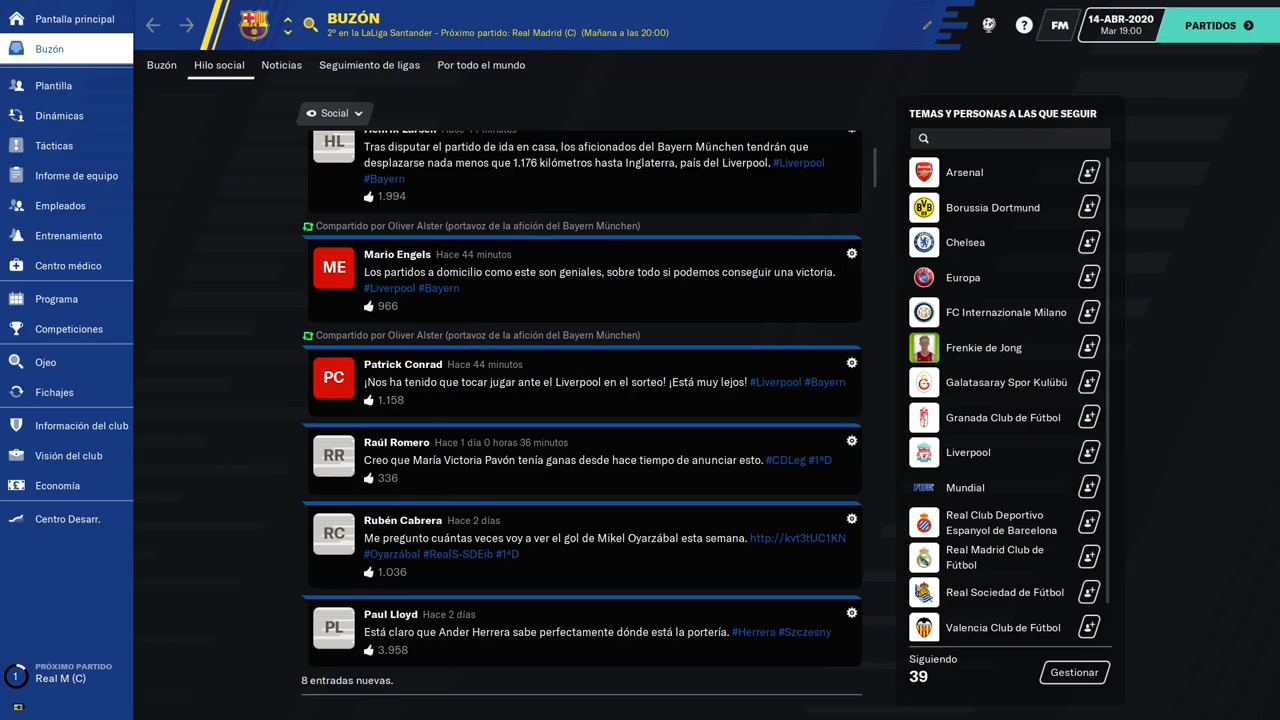 Pantalla principal
Buzón
Plantilla
Dinámicas
Tácticas
Informe de equipo
Empleados
Entrenamiento
Centro médico
Programa
Competiciones
Ojeo
Fichajes
Información del club
Visión del club
Economía
Centro Desarr.
1
PRÓXIMO PARTIDO
Real M (C)
BUZÓN
2º en la LaLiga Santander - Próximo partido: Real Madrid (C) (Mañana a las 20:00)
?
FM
14-ABR-2020
Mar 19:00
PARTIDOS
Buzón
Hilo social
Noticias
Seguimiento de ligas
Por todo el mundo
Social
HL
Henrik Larsen Hace 44 minutos
Tras disputar el partido de ida en casa, los aficionados del Bayern München tendrán que
desplazarse nada menos que 1.176 kilómetros hasta Inglaterra, país del Liverpool. #Liverpool
#Bayern
1.994
Compartido por Oliver Alster (portavoz de la afición del Bayern München)
ME
Mario Engels Hace 44 minutos
Los partidos a domicilio como este son geniales, sobre todo si podemos conseguir una victoria.
#Liverpool #Bayern
966
Compartido por Oliver Alster (portavoz de la afición del Bayern München)
PC
Patrick Conrad Hace 44 minutos
¡Nos ha tenido que tocar jugar ante el Liverpool en el sorteo! ¡Está muy lejos! #Liverpool #Bayern
1.158
RR
Raúl Romero Hace 1 día 0 horas 36 minutos
Creo que María Victoria Pavón tenía ganas desde hace tiempo de anunciar esto. #CDLeg #1ªD
336
RC
Rubén Cabrera Hace 2 días
Me pregunto cuántas veces voy a ver el gol de Mikel Oyarzábal esta semana. http://kvt3tUC1KN
#Oyarzábal #RealS-SDEib #1ªD
1.036
PL
Paul Lloyd Hace 2 días
Está claro que Ander Herrera sabe perfectamente dónde está la portería. #Herrera #Szczesny
3.958
8 entradas nuevas.
TEMAS Y PERSONAS A LAS QUE SEGUIR
Arsenal
Borussia Dortmund
Chelsea
Europa
FC Internazionale Milano
Frenkie de Jong
Galatasaray Spor Kulübü
Granada Club de Fútbol
Liverpool
Mundial
Real Club Deportivo
Espanyol de Barcelona
Real Madrid Club de
Fútbol
Real Sociedad de Fútbol
Valencia Club de Fútbol
Siguiendo
39
Gestionar